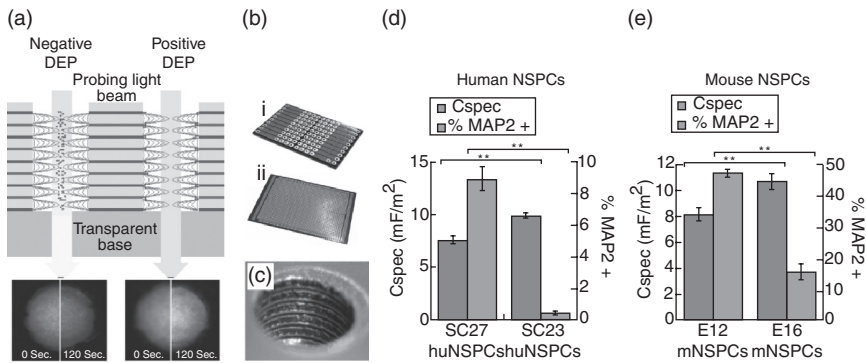 (a)
Negative DEP
Positive DEP
Probing light beam
Transparent base
0 Sec. 120 Sec.
0 Sec. 120 Sec.
(b)
i
ii
(c)
(d)
Human NSPCs
Cspec
% MAP2 +
**
**
15
10
5
0
Cspec (mF/m²)
10
8
6
4
2
0
% MAP2 +
SC27 huNSPCs
SC23 huNSPCs
(e)
Mouse NSPCs
Cspec
% MAP2 +
**
**
12
10
8
6
4
2
0
Cspec (mF/m²)
50
40
30
20
10
0
% MAP2 +
E12 mNSPCs
E16 mNSPCs